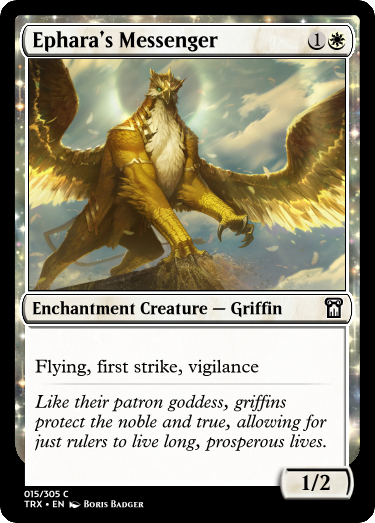 Ephara's Messenger 1
Enchantment Creature — Griffin
Flying, first strike, vigilance
Like their patron goddess, griffins
protect the noble and true, allowing for
just rulers to live long, prosperous lives.
1/2
015/305 C
TRX • EN Boris Badger